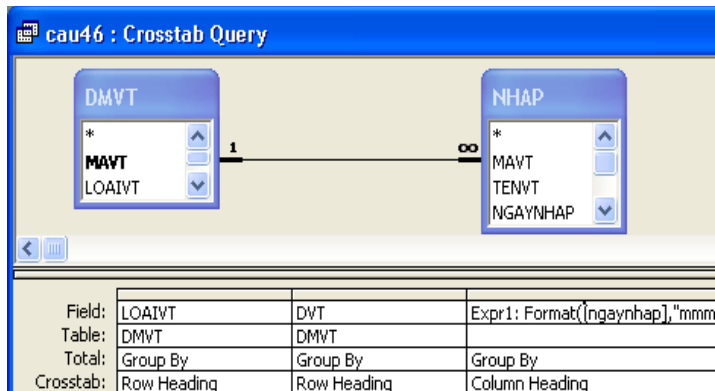 cau46 : Crosstab Query
DMVT
*
MAVT
LOAIVT
1
∞
NHAP
*
MAVT
TENVT
NGAYNHAP
Field: LOAIVT DVT Expr1: Format([ngaynhap],"mmm
Table: DMVT DMVT
Total: Group By Group By Group By
Crosstab: Row Heading Row Heading Column Heading